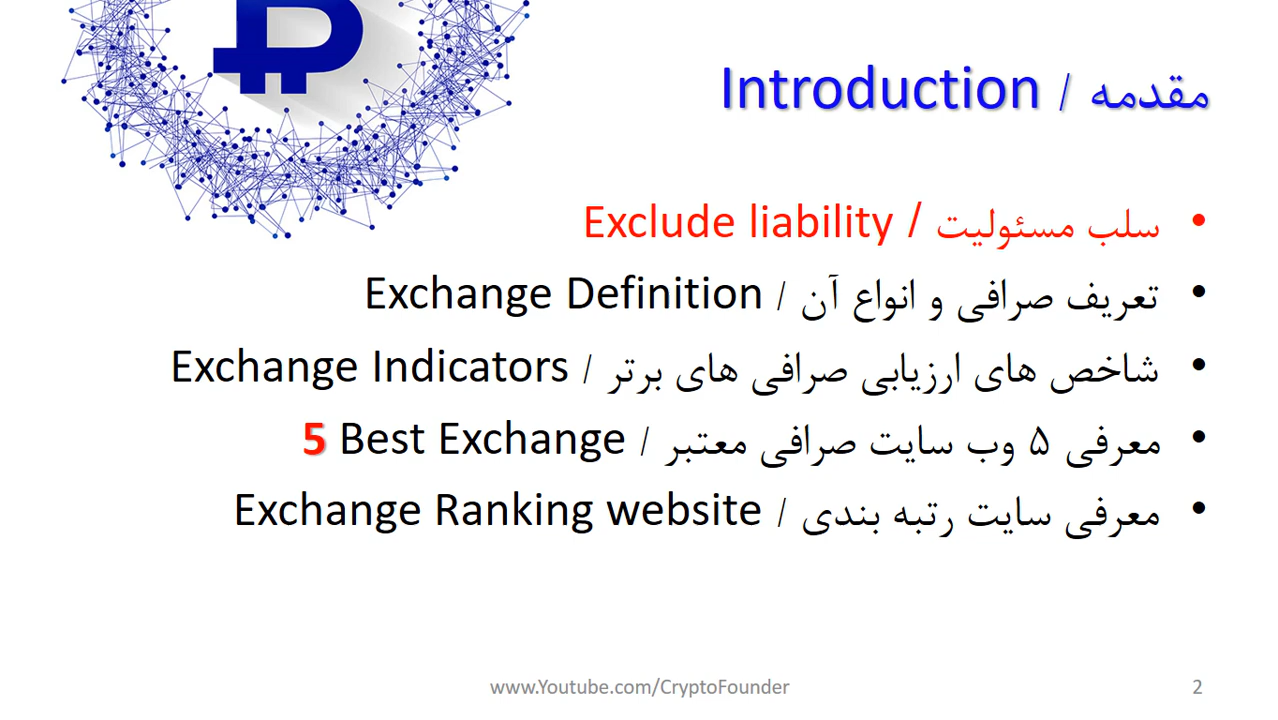 مقدمه / Introduction
• سلب مسئولیت / Exclude liability
• تعریف صرافی و انواع آن / Exchange Definition
• شاخص های ارزیابی صرافی های برتر / Exchange Indicators
• معرفی ۵ وب سایت صرافی معتبر / 5 Best Exchange
• معرفی سایت رتبه بندی / Exchange Ranking website
www.Youtube.com/CryptoFounder
2